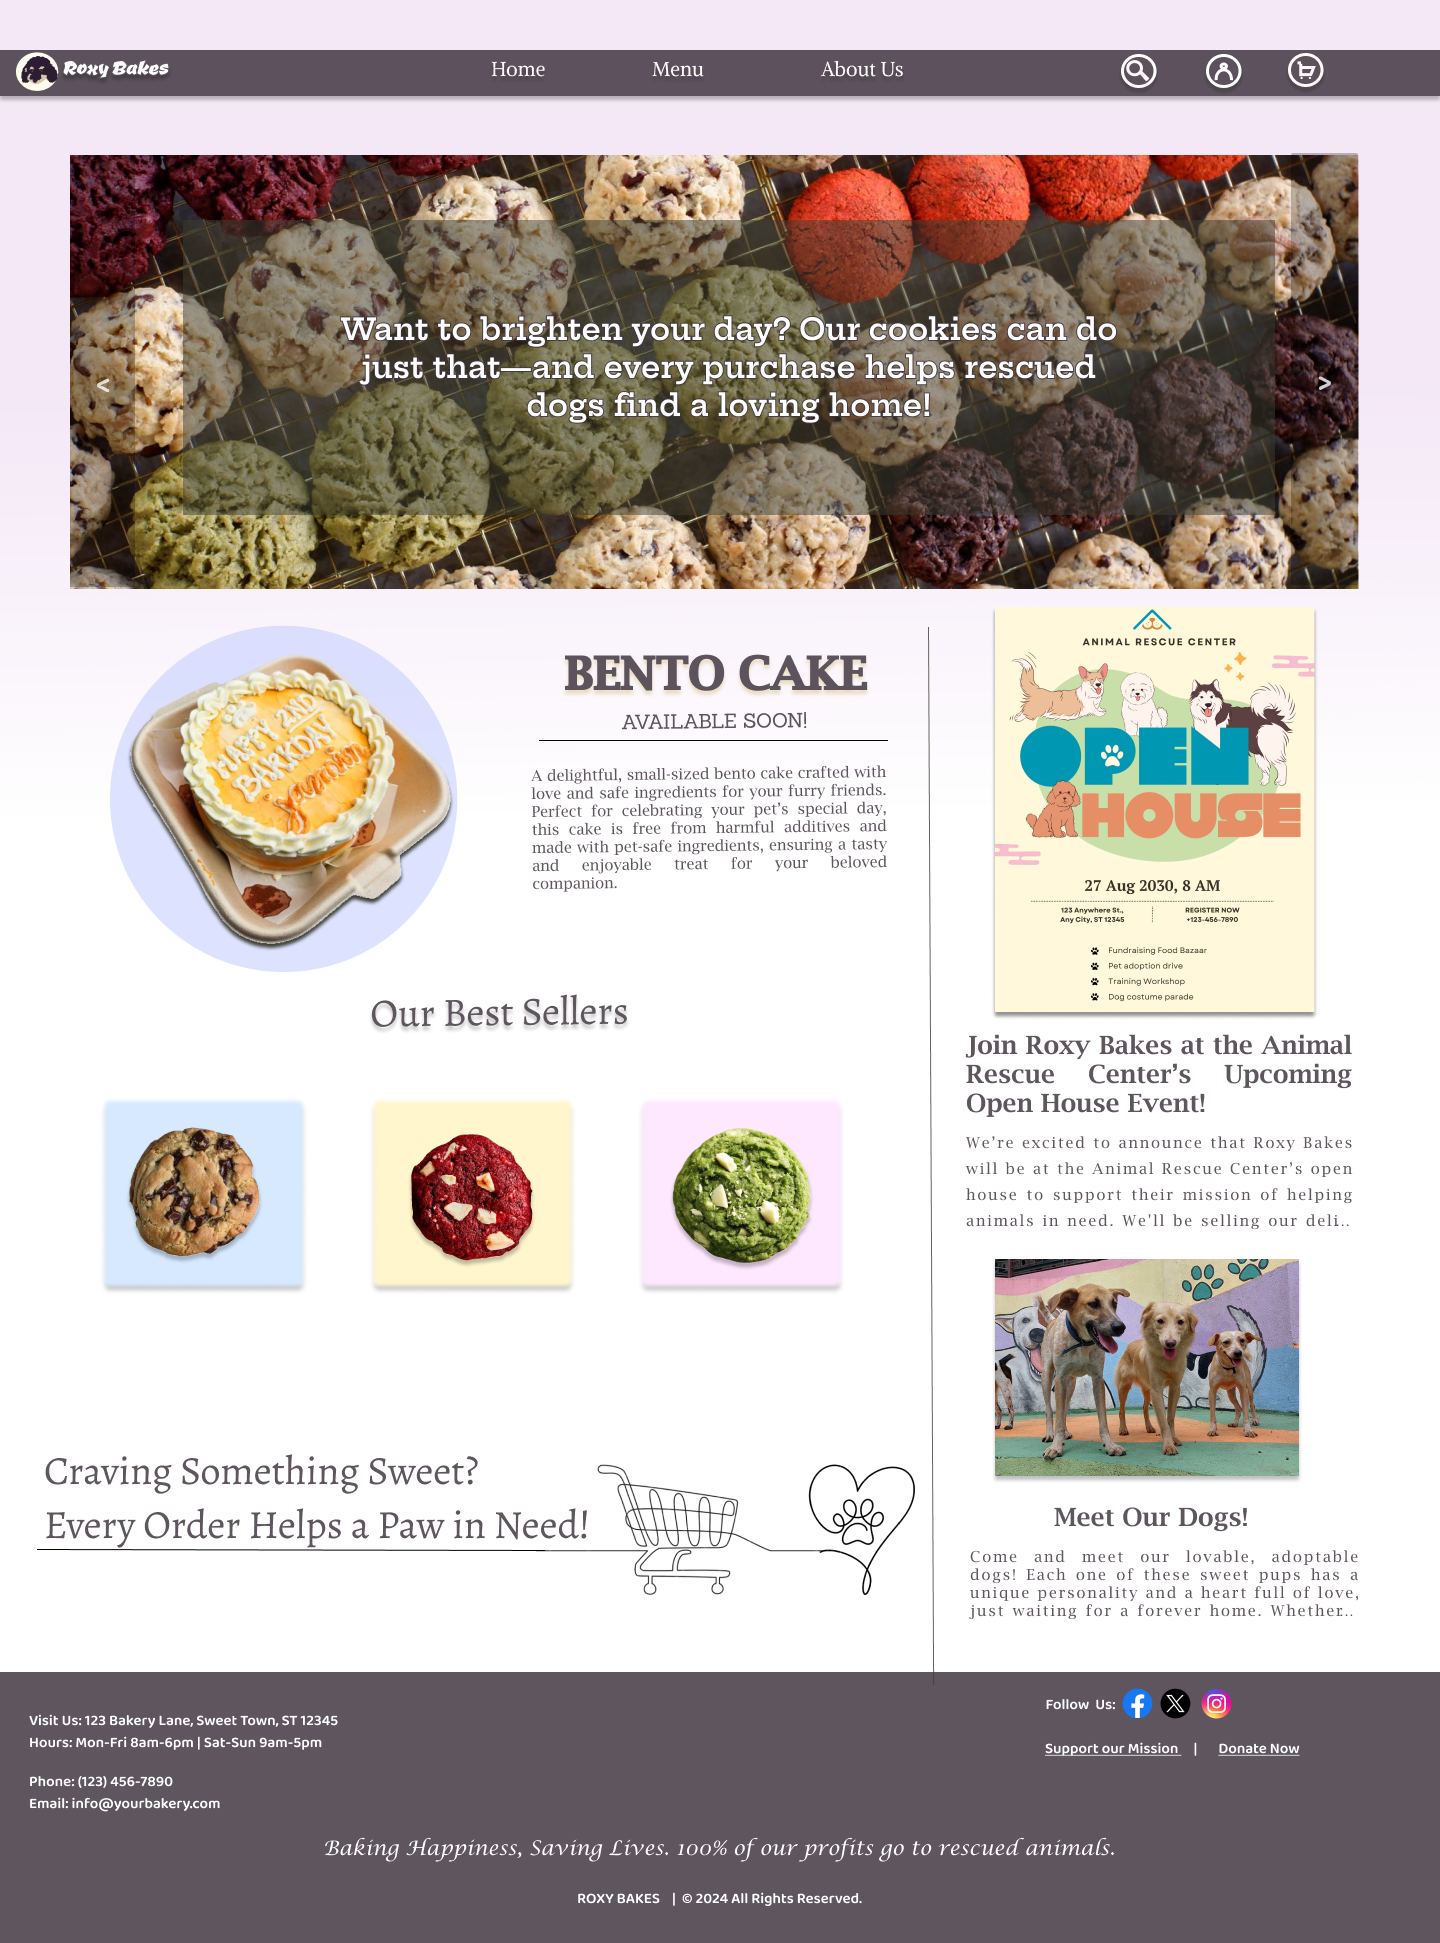 Roxy Bakes
Home
Menu
About Us
Want to brighten your day? Our cookies can do
just that—and every purchase helps rescued
dogs find a loving home!
<
>
HAPPY 2ND
BARKDAY
BENTO CAKE
AVAILABLE SOON!
A delightful, small-sized bento cake crafted with
love and safe ingredients for your furry friends.
Perfect for celebrating your pet's special day,
this cake is free from harmful additives and
made with pet-safe ingredients, ensuring a tasty
and enjoyable treat for your beloved
companion.
Our Best Sellers
Craving Something Sweet?
Every Order Helps a Paw in Need!
ANIMAL RESCUE CENTER
OPEN
HOUSE
27 Aug 2030, 8 AM
123 Anywhere St.,
Any City, ST 12345
REGISTER NOW
+123-456-7890
Fundraising Food Bazaar
Pet adoption drive
Training Workshop
Dog costume parade
Join Roxy Bakes at the Animal
Rescue Center's Upcoming
Open House Event!
We're excited to announce that Roxy Bakes
will be at the Animal Rescue Center's open
house to support their mission of helping
animals in need. We'll be selling our deli..
Meet Our Dogs!
Come and meet our lovable, adoptable
dogs! Each one of these sweet pups has a
unique personality and a heart full of love,
just waiting for a forever home. Whether..
Visit Us: 123 Bakery Lane, Sweet Town, ST 12345
Hours: Mon-Fri 8am-6pm | Sat-Sun 9am-5pm
Phone: (123) 456-7890
Email: info@yourbakery.com
Follow Us:
Support our Mission | Donate Now
Baking Happiness, Saving Lives. 100% of our profits go to rescued animals.
ROXY BAKES | © 2024 All Rights Reserved.